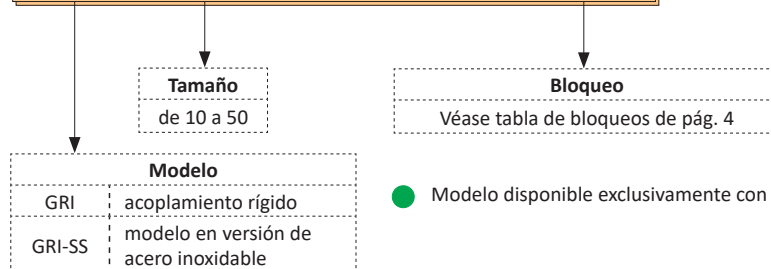 Tamaño
de 10 a 50
Bloqueo
Véase tabla de bloqueos de pág. 4
Modelo
GRI acoplamiento rígido
GRI-SS modelo en versión de
acero inoxidable
Modelo disponible exclusivamente con